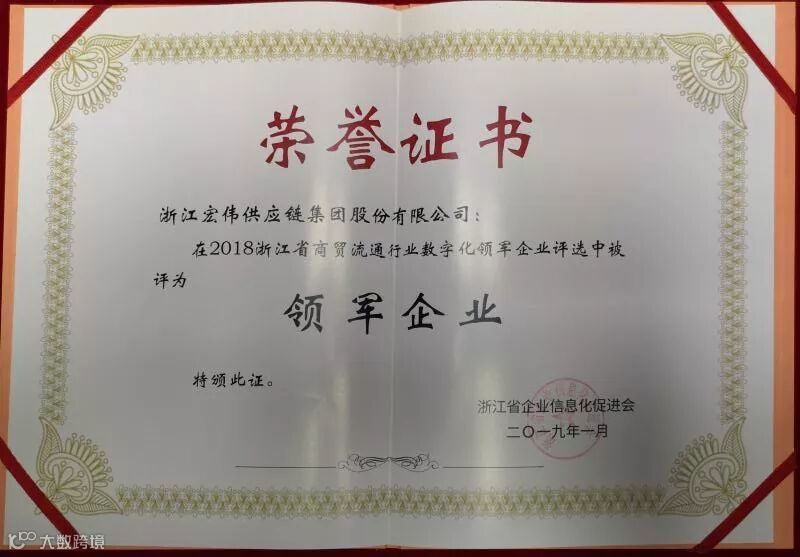 荣誉证书
浙江宏伟供应链集团股份有限公司：
在2018浙江省商贸流通行业数字化领军企业评选中被
评为
领军企业
特颁此证。
浙江省企业信息化促进会
二〇一九年一月
大数跨境